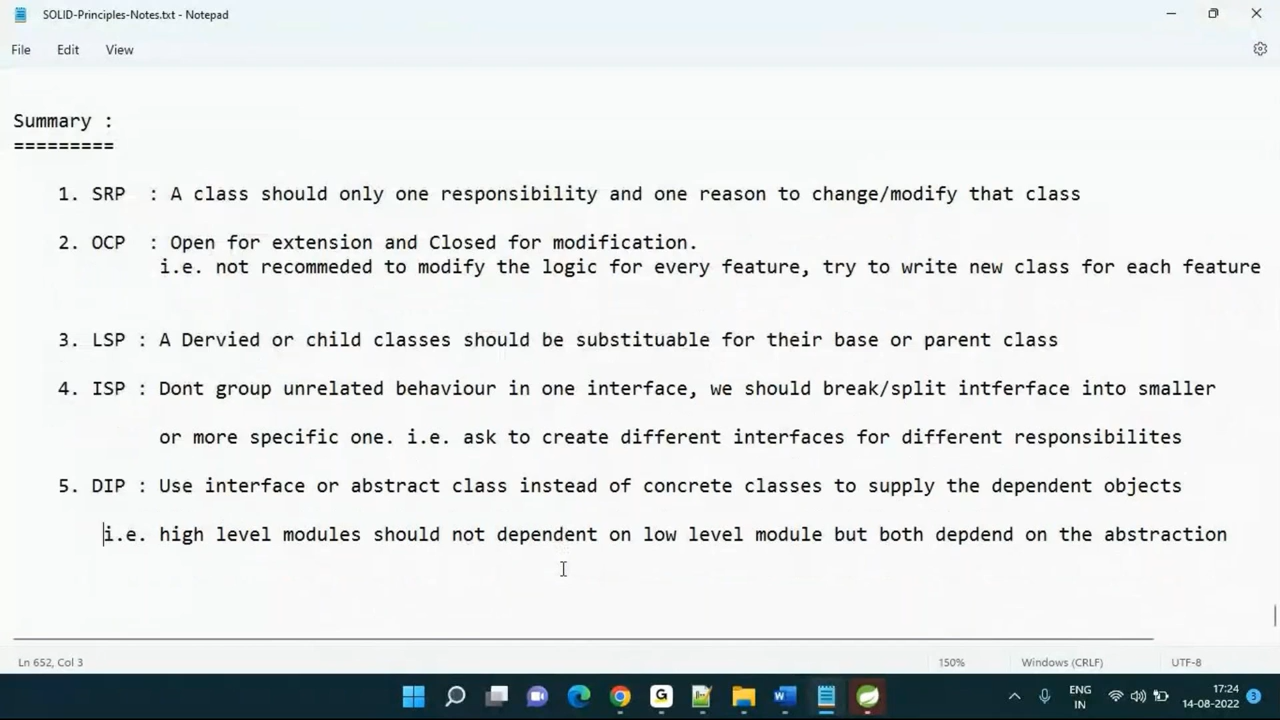 SOLID-Principles-Notes.txt - Notepad
File Edit View
Summary :
=========
1. SRP : A class should only one responsibility and one reason to change/modify that class
2. OCP : Open for extension and Closed for modification.
i.e. not recommeded to modify the logic for every feature, try to write new class for each feature
3. LSP : A Dervied or child classes should be substituable for their base or parent class
4. ISP : Dont group unrelated behaviour in one interface, we should break/split intferface into smaller
or more specific one. i.e. ask to create different interfaces for different responsibilites
5. DIP : Use interface or abstract class instead of concrete classes to supply the dependent objects
i.e. high level modules should not dependent on low level module but both depdend on the abstraction
Ln 652, Col 3 150% Windows (CRLF) UTF-8
G W ENG IN 17:24 14-08-2022 3